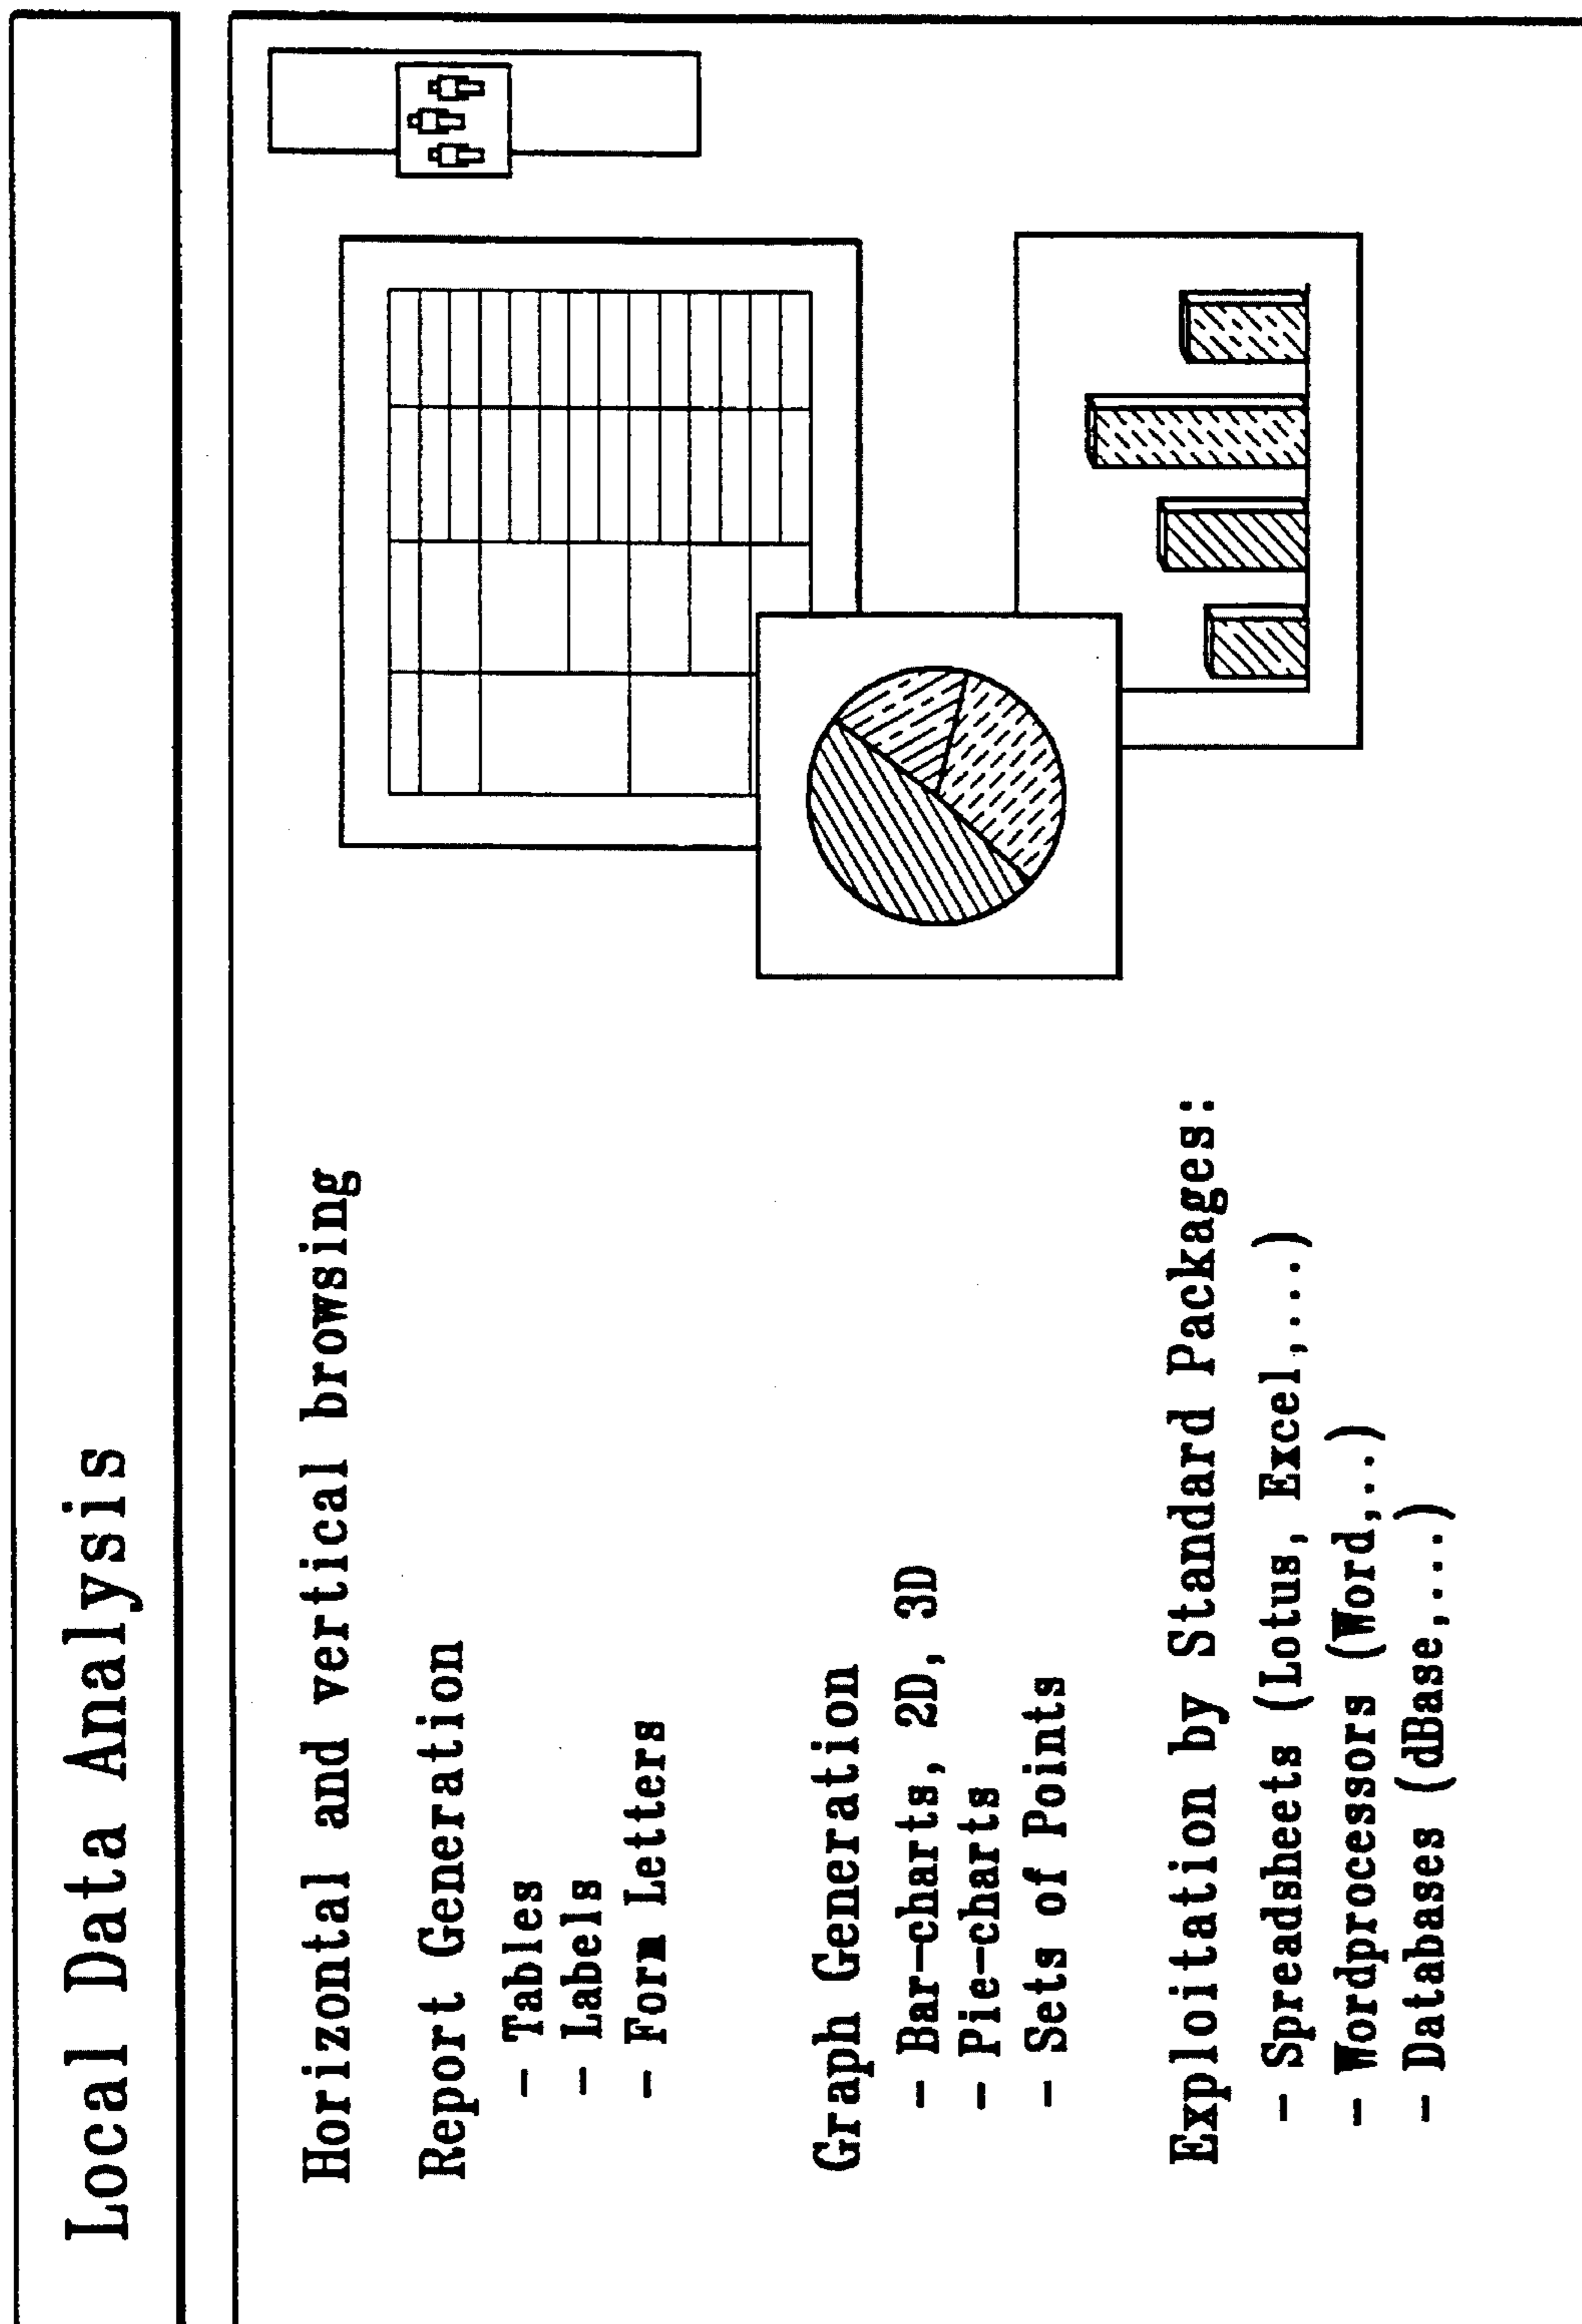 Local Data Analysis
Horizontal and vertical browsing
Report Generation
- Tables
- Labels
- Form Letters
Graph Generation
- Bar-charts, 2D, 3D
- Pie-charts
- Sets of Points
Exploitation by Standard Packages:
- Spreadsheets (Lotus, Excel,...)
- Wordprocessors (Word,..)
- Databases (dBase,...)